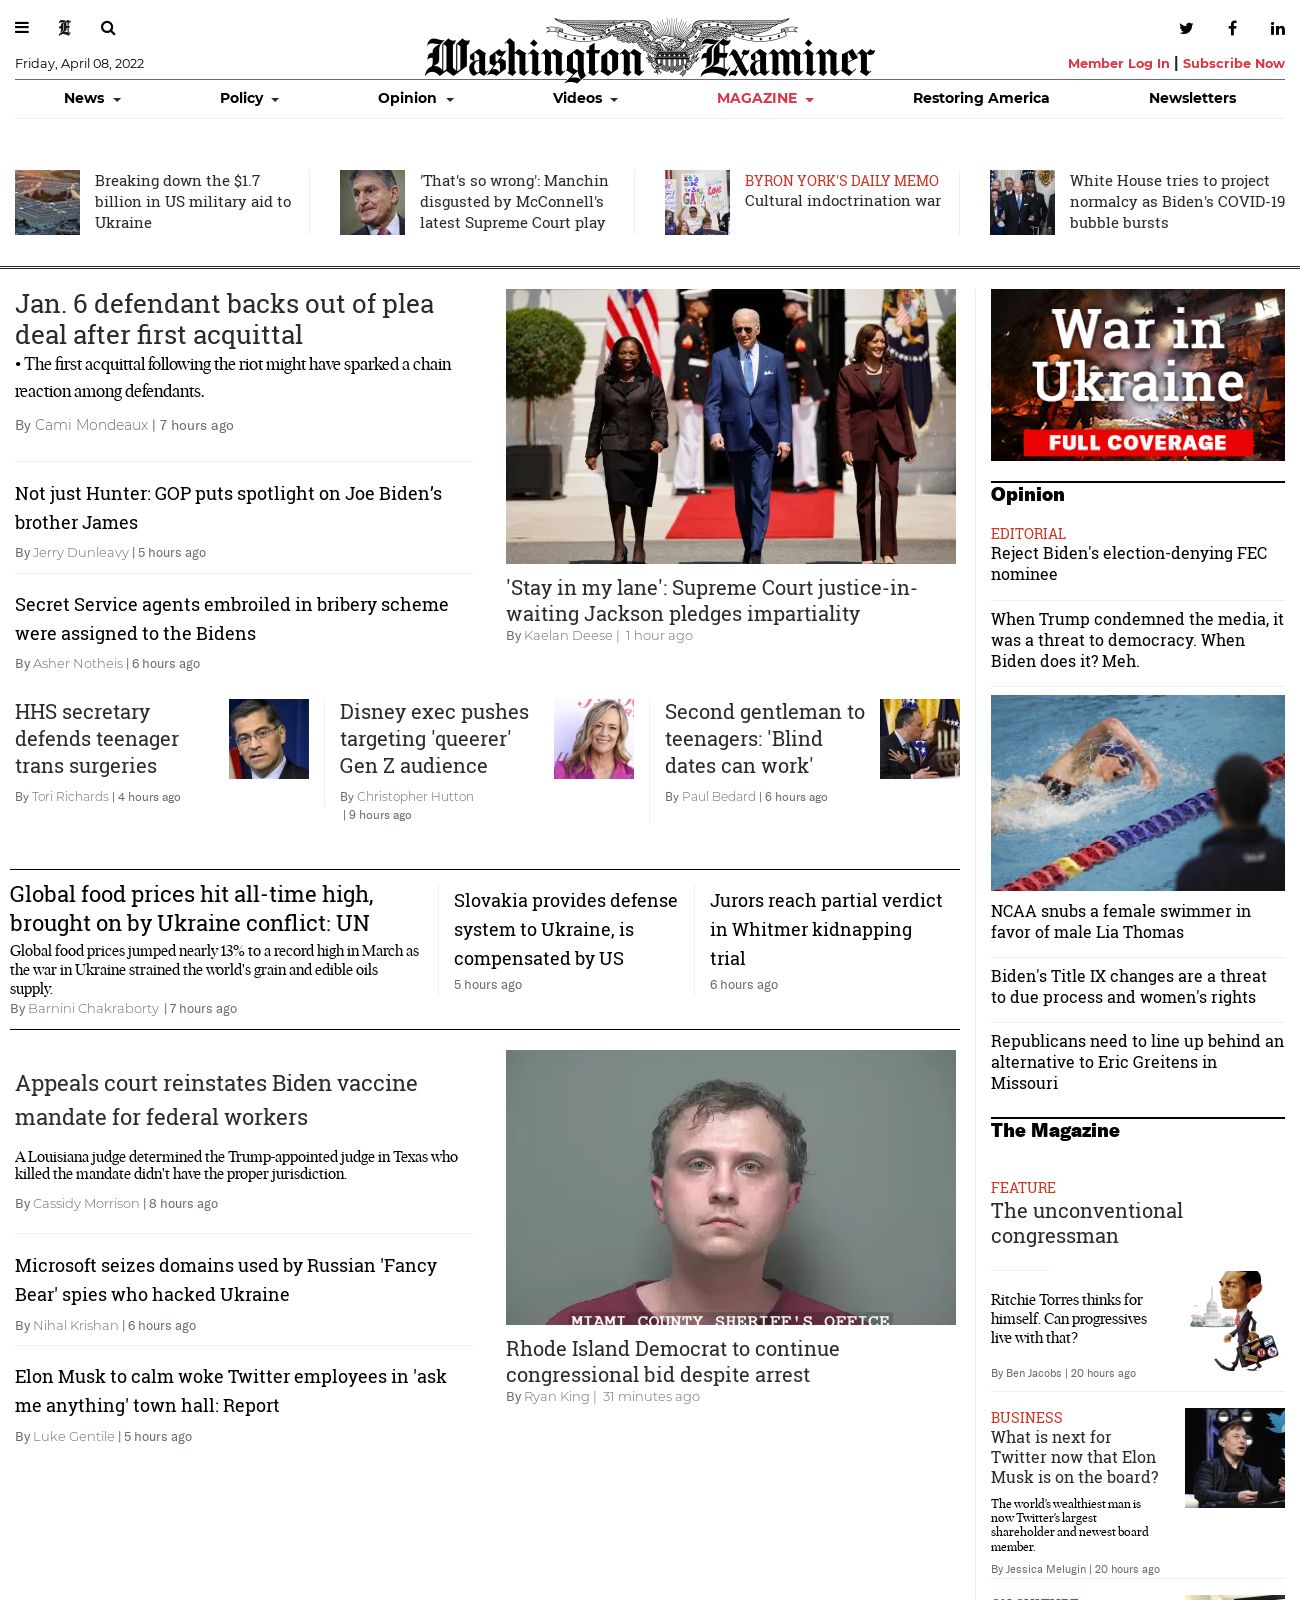 E
Washington Examiner
Friday, April 08, 2022
Member Log In | Subscribe Now
News
Policy
Opinion
Videos
MAGAZINE
Restoring America
Newsletters
Breaking down the $1.7
billion in US military aid to
Ukraine
'That's so wrong': Manchin
disgusted by McConnell's
latest Supreme Court play
BYRON YORK'S DAILY MEMO
Cultural indoctrination war
White House tries to project
normalcy as Biden's COVID-19
bubble bursts
Jan. 6 defendant backs out of plea
deal after first acquittal
• The first acquittal following the riot might have sparked a chain
reaction among defendants.
By Cami Mondeaux | 7 hours ago
Not just Hunter: GOP puts spotlight on Joe Biden’s
brother James
By Jerry Dunleavy | 5 hours ago
Secret Service agents embroiled in bribery scheme
were assigned to the Bidens
By Asher Notheis | 6 hours ago
'Stay in my lane': Supreme Court justice-in-
waiting Jackson pledges impartiality
By Kaelan Deese | 1 hour ago
HHS secretary
defends teenager
trans surgeries
By Tori Richards | 4 hours ago
Disney exec pushes
targeting 'queerer'
Gen Z audience
By Christopher Hutton
| 9 hours ago
Second gentleman to
teenagers: 'Blind
dates can work'
By Paul Bedard | 6 hours ago
Global food prices hit all-time high,
brought on by Ukraine conflict: UN
Global food prices jumped nearly 13% to a record high in March as
the war in Ukraine strained the world's grain and edible oils
supply.
By Barnini Chakraborty | 7 hours ago
Slovakia provides defense
system to Ukraine, is
compensated by US
5 hours ago
Jurors reach partial verdict
in Whitmer kidnapping
trial
6 hours ago
Appeals court reinstates Biden vaccine
mandate for federal workers
A Louisiana judge determined the Trump-appointed judge in Texas who
killed the mandate didn't have the proper jurisdiction.
By Cassidy Morrison | 8 hours ago
Microsoft seizes domains used by Russian 'Fancy
Bear' spies who hacked Ukraine
By Nihal Krishan | 6 hours ago
Elon Musk to calm woke Twitter employees in 'ask
me anything' town hall: Report
By Luke Gentile | 5 hours ago
MIAMI COUNTY SHERIFF'S OFFICE
Rhode Island Democrat to continue
congressional bid despite arrest
By Ryan King | 31 minutes ago
War in
Ukraine
FULL COVERAGE
Opinion
EDITORIAL
Reject Biden's election-denying FEC
nominee
When Trump condemned the media, it
was a threat to democracy. When
Biden does it? Meh.
NCAA snubs a female swimmer in
favor of male Lia Thomas
Biden's Title IX changes are a threat
to due process and women's rights
Republicans need to line up behind an
alternative to Eric Greitens in
Missouri
The Magazine
FEATURE
The unconventional
congressman
Ritchie Torres thinks for
himself. Can progressives
live with that?
By Ben Jacobs | 20 hours ago
BUSINESS
What is next for
Twitter now that Elon
Musk is on the board?
The world’s wealthiest man is
now Twitter’s largest
shareholder and newest board
member.
By Jessica Melugin | 20 hours ago